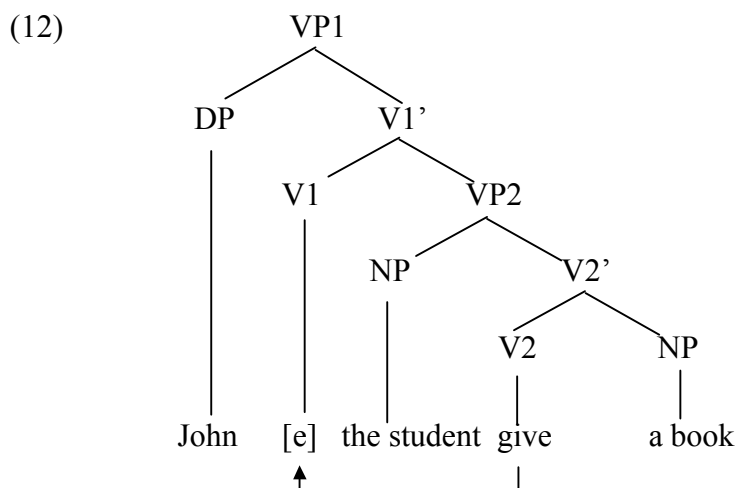 (12) VP1
DP V1’
V1 VP2
NP V2’
V2 NP
John [e] the student give a book